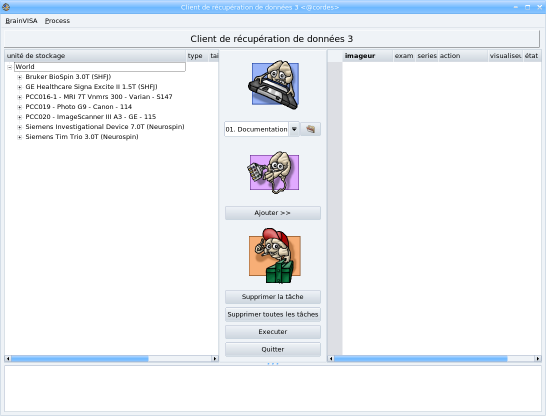 Client de récupération de données 3 <@cordes>
BrainVISA Process
Client de récupération de données 3
unité de stockage type tai
World
Bruker BioSpin 3.0T (SHFJ)
GE Healthcare Signa Excite II 1.5T (SHFJ)
PCC016-1 - MRI 7T Vnmrs 300 - Varian - S147
PCC019 - Photo G9 - Canon - 114
PCC020 - ImageScanner III A3 - GE - 115
Siemens Investigational Device 7.0T (Neurospin)
Siemens Tim Trio 3.0T (Neurospin)
01. Documentation
Ajouter >>
Supprimer la tâche
Supprimer toutes les tâches
Executer
Quitter
imageur exam series action visualiseu état